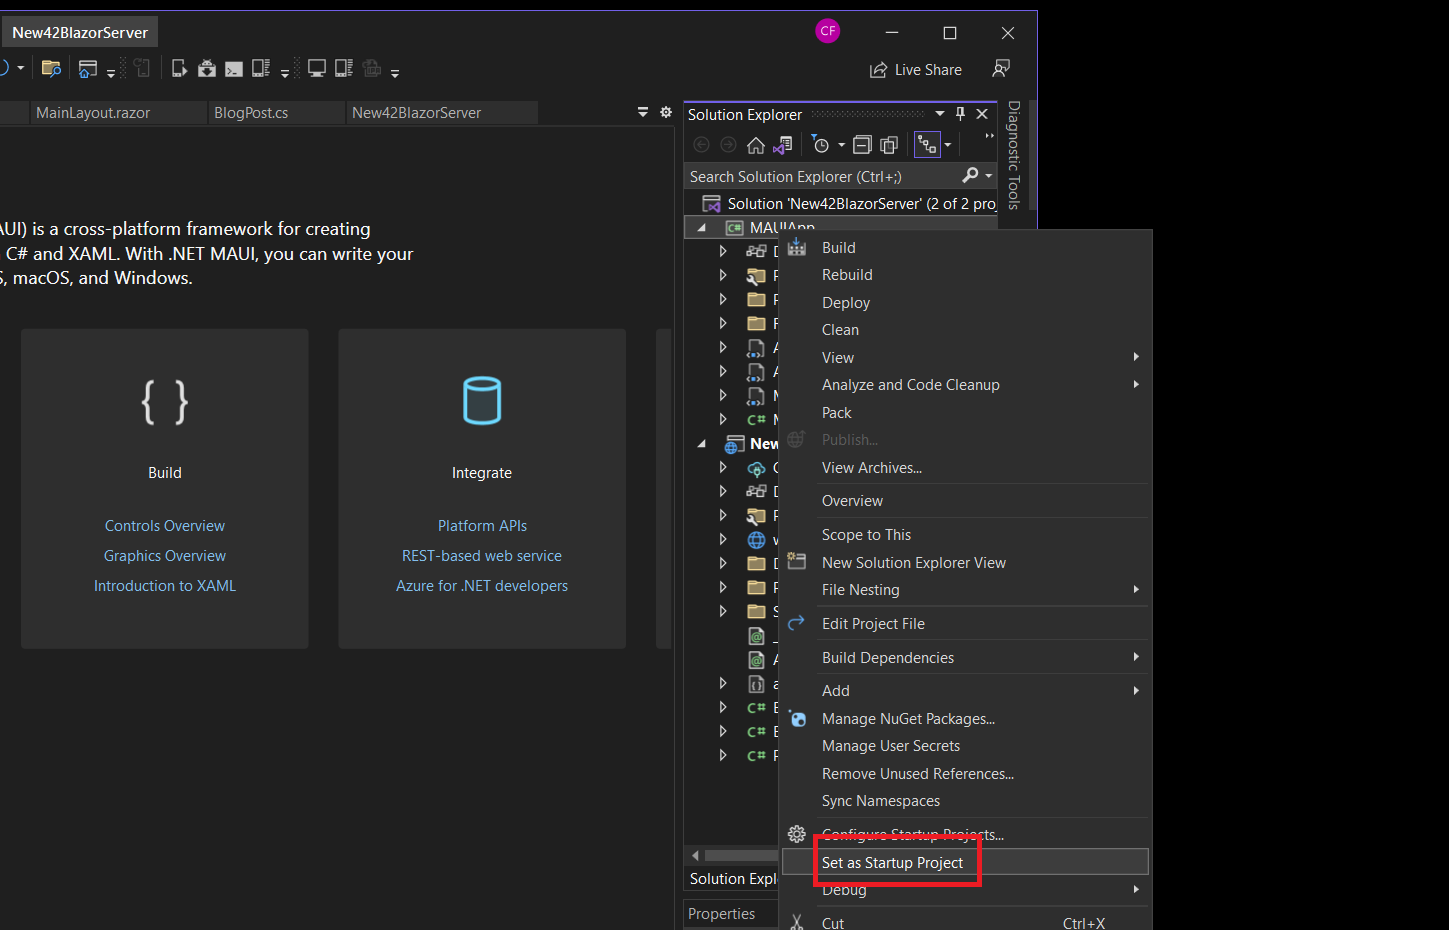 New42BlazorServer
CF
Live Share
MainLayout.razor
BlogPost.cs
New42BlazorServer
Solution Explorer
Diagnostic Tools
Search Solution Explorer (Ctrl+;)
Solution 'New42BlazorServer' (2 of 2 proj
MAUIApp
AUI) is a cross-platform framework for creating
C# and XAML. With .NET MAUI, you can write your
S, macOS, and Windows.
Build
Controls Overview
Graphics Overview
Introduction to XAML
Integrate
Platform APIs
REST-based web service
Azure for .NET developers
New
Build
Rebuild
Deploy
Clean
View
Analyze and Code Cleanup
Pack
Publish...
View Archives...
Overview
Scope to This
New Solution Explorer View
File Nesting
Edit Project File
Build Dependencies
Add
Manage NuGet Packages...
Manage User Secrets
Remove Unused References...
Sync Namespaces
Configure Startup Projects...
Set as Startup Project
Debug
Cut Ctrl+X
Solution Expl
Properties